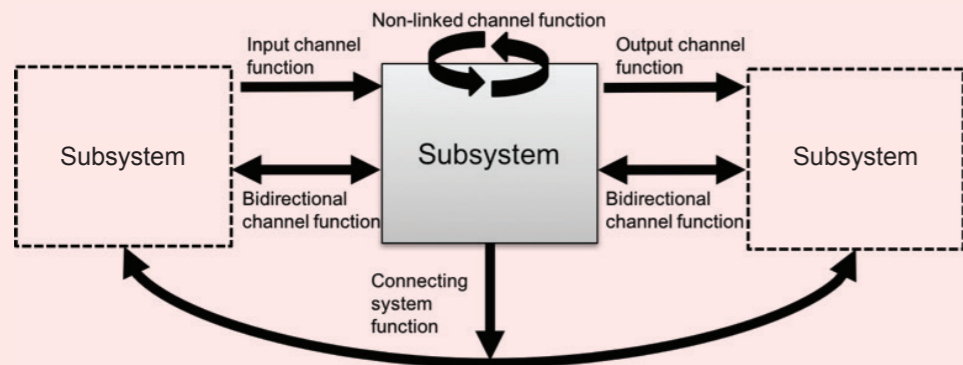 Non-linked channel function
Input channel
function
Output channel
function
Subsystem
Subsystem
Subsystem
Bidirectional
channel function
Bidirectional
channel function
Connecting
system
function